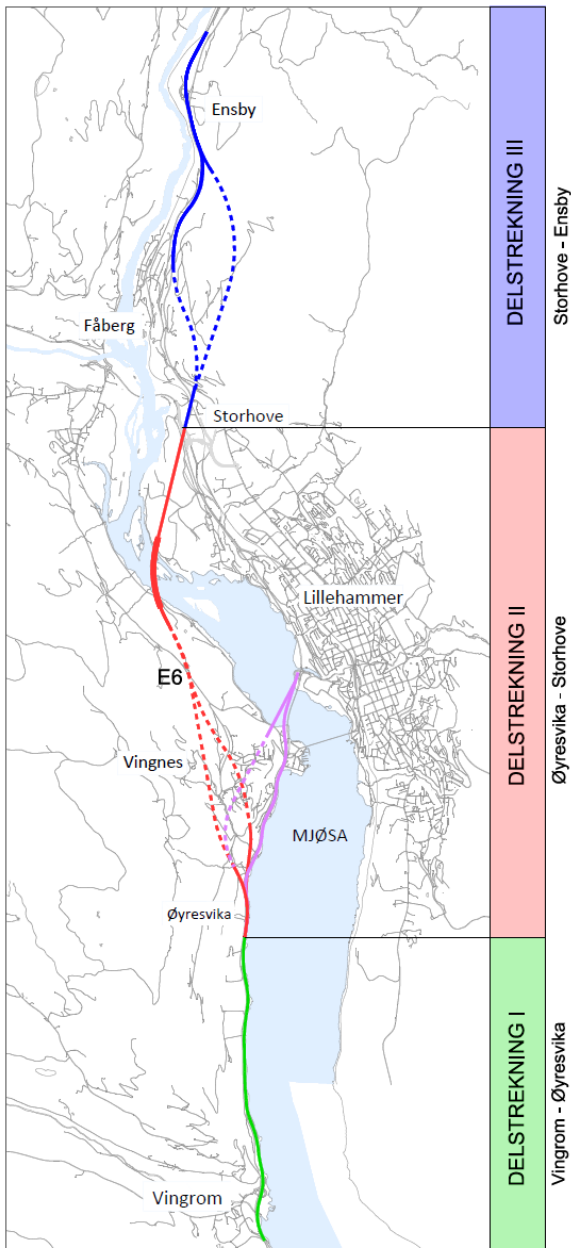 Ensby
Fåberg
Storhove
Lillehammer
E6
Vingnes
MJØSA
Øyresvika
Vingrom
DELSTREKNING III
Storhove - Ensby
DELSTREKNING II
Øyresvika - Storhove
DELSTREKNING I
Vingrom - Øyresvika